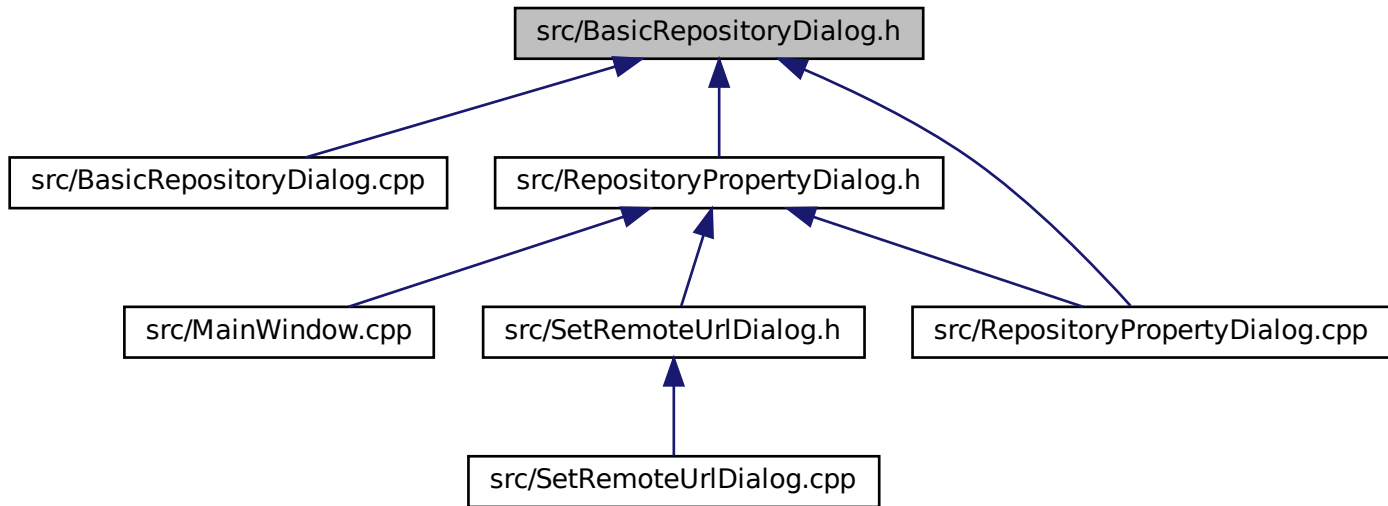 src/BasicRepositoryDialog.h
src/BasicRepositoryDialog.cpp
src/RepositoryPropertyDialog.h
src/MainWindow.cpp
src/SetRemoteUrlDialog.h
src/RepositoryPropertyDialog.cpp
src/SetRemoteUrlDialog.cpp